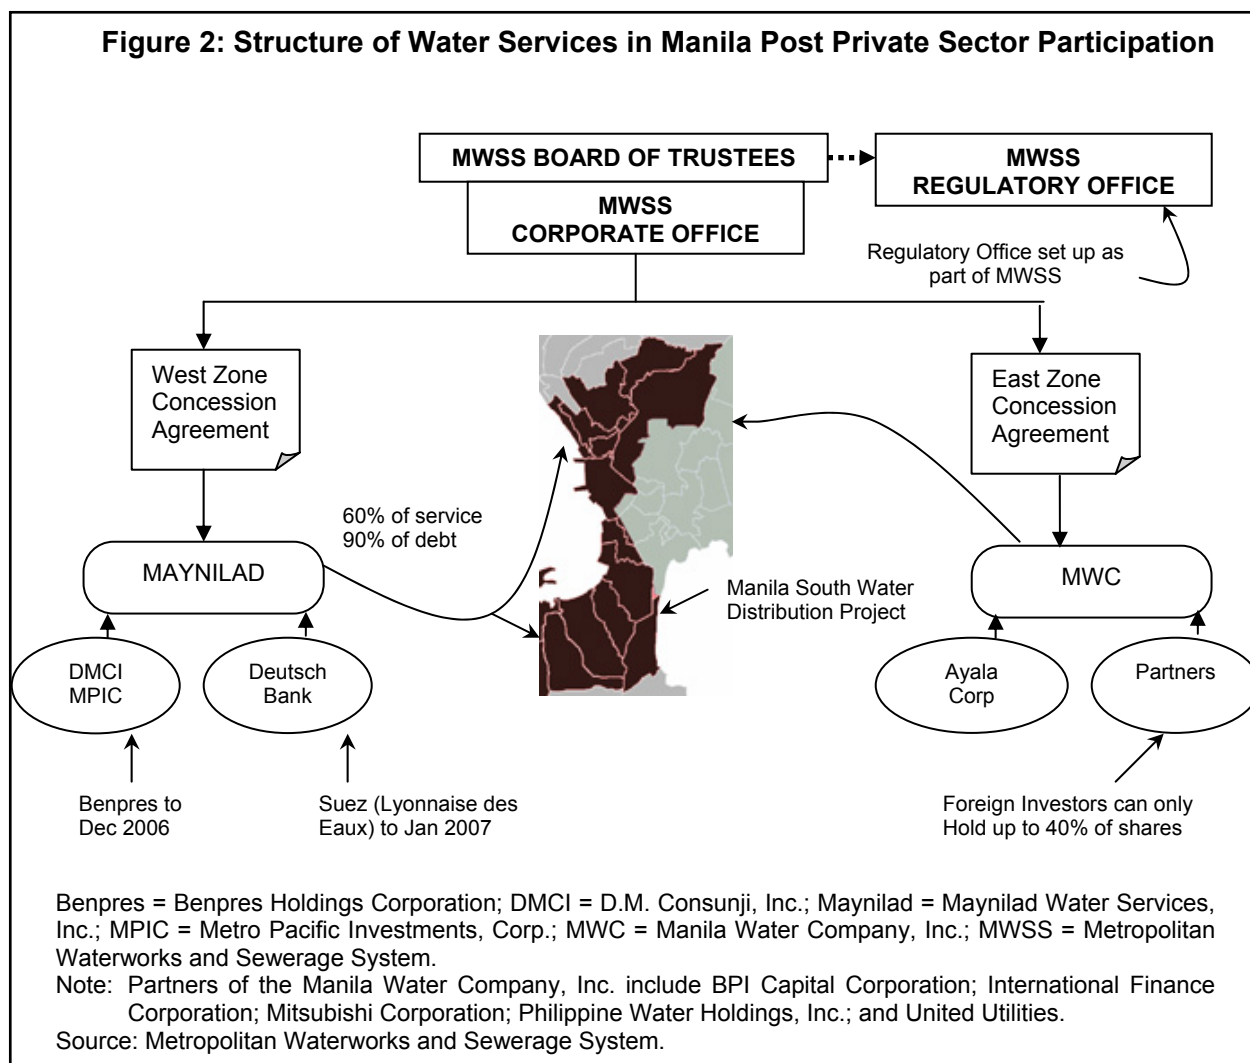 Figure 2: Structure of Water Services in Manila Post Private Sector Participation
MWSS BOARD OF TRUSTEES
MWSS
REGULATORY OFFICE
MWSS
CORPORATE OFFICE
Regulatory Office set up as
part of MWSS
West Zone
Concession
Agreement
East Zone
Concession
Agreement
60% of service
90% of debt
MAYNILAD
MWC
Manila South Water
Distribution Project
DMCI
MPIC
Deutsch
Bank
Ayala
Corp
Partners
Benpres to
Dec 2006
Suez (Lyonnaise des
Eaux) to Jan 2007
Foreign Investors can only
Hold up to 40% of shares
Benpres = Benpres Holdings Corporation; DMCI = D.M. Consunji, Inc.; Maynilad = Maynilad Water Services,
Inc.; MPIC = Metro Pacific Investments, Corp.; MWC = Manila Water Company, Inc.; MWSS = Metropolitan
Waterworks and Sewerage System.
Note: Partners of the Manila Water Company, Inc. include BPI Capital Corporation; International Finance
Corporation; Mitsubishi Corporation; Philippine Water Holdings, Inc.; and United Utilities.
Source: Metropolitan Waterworks and Sewerage System.